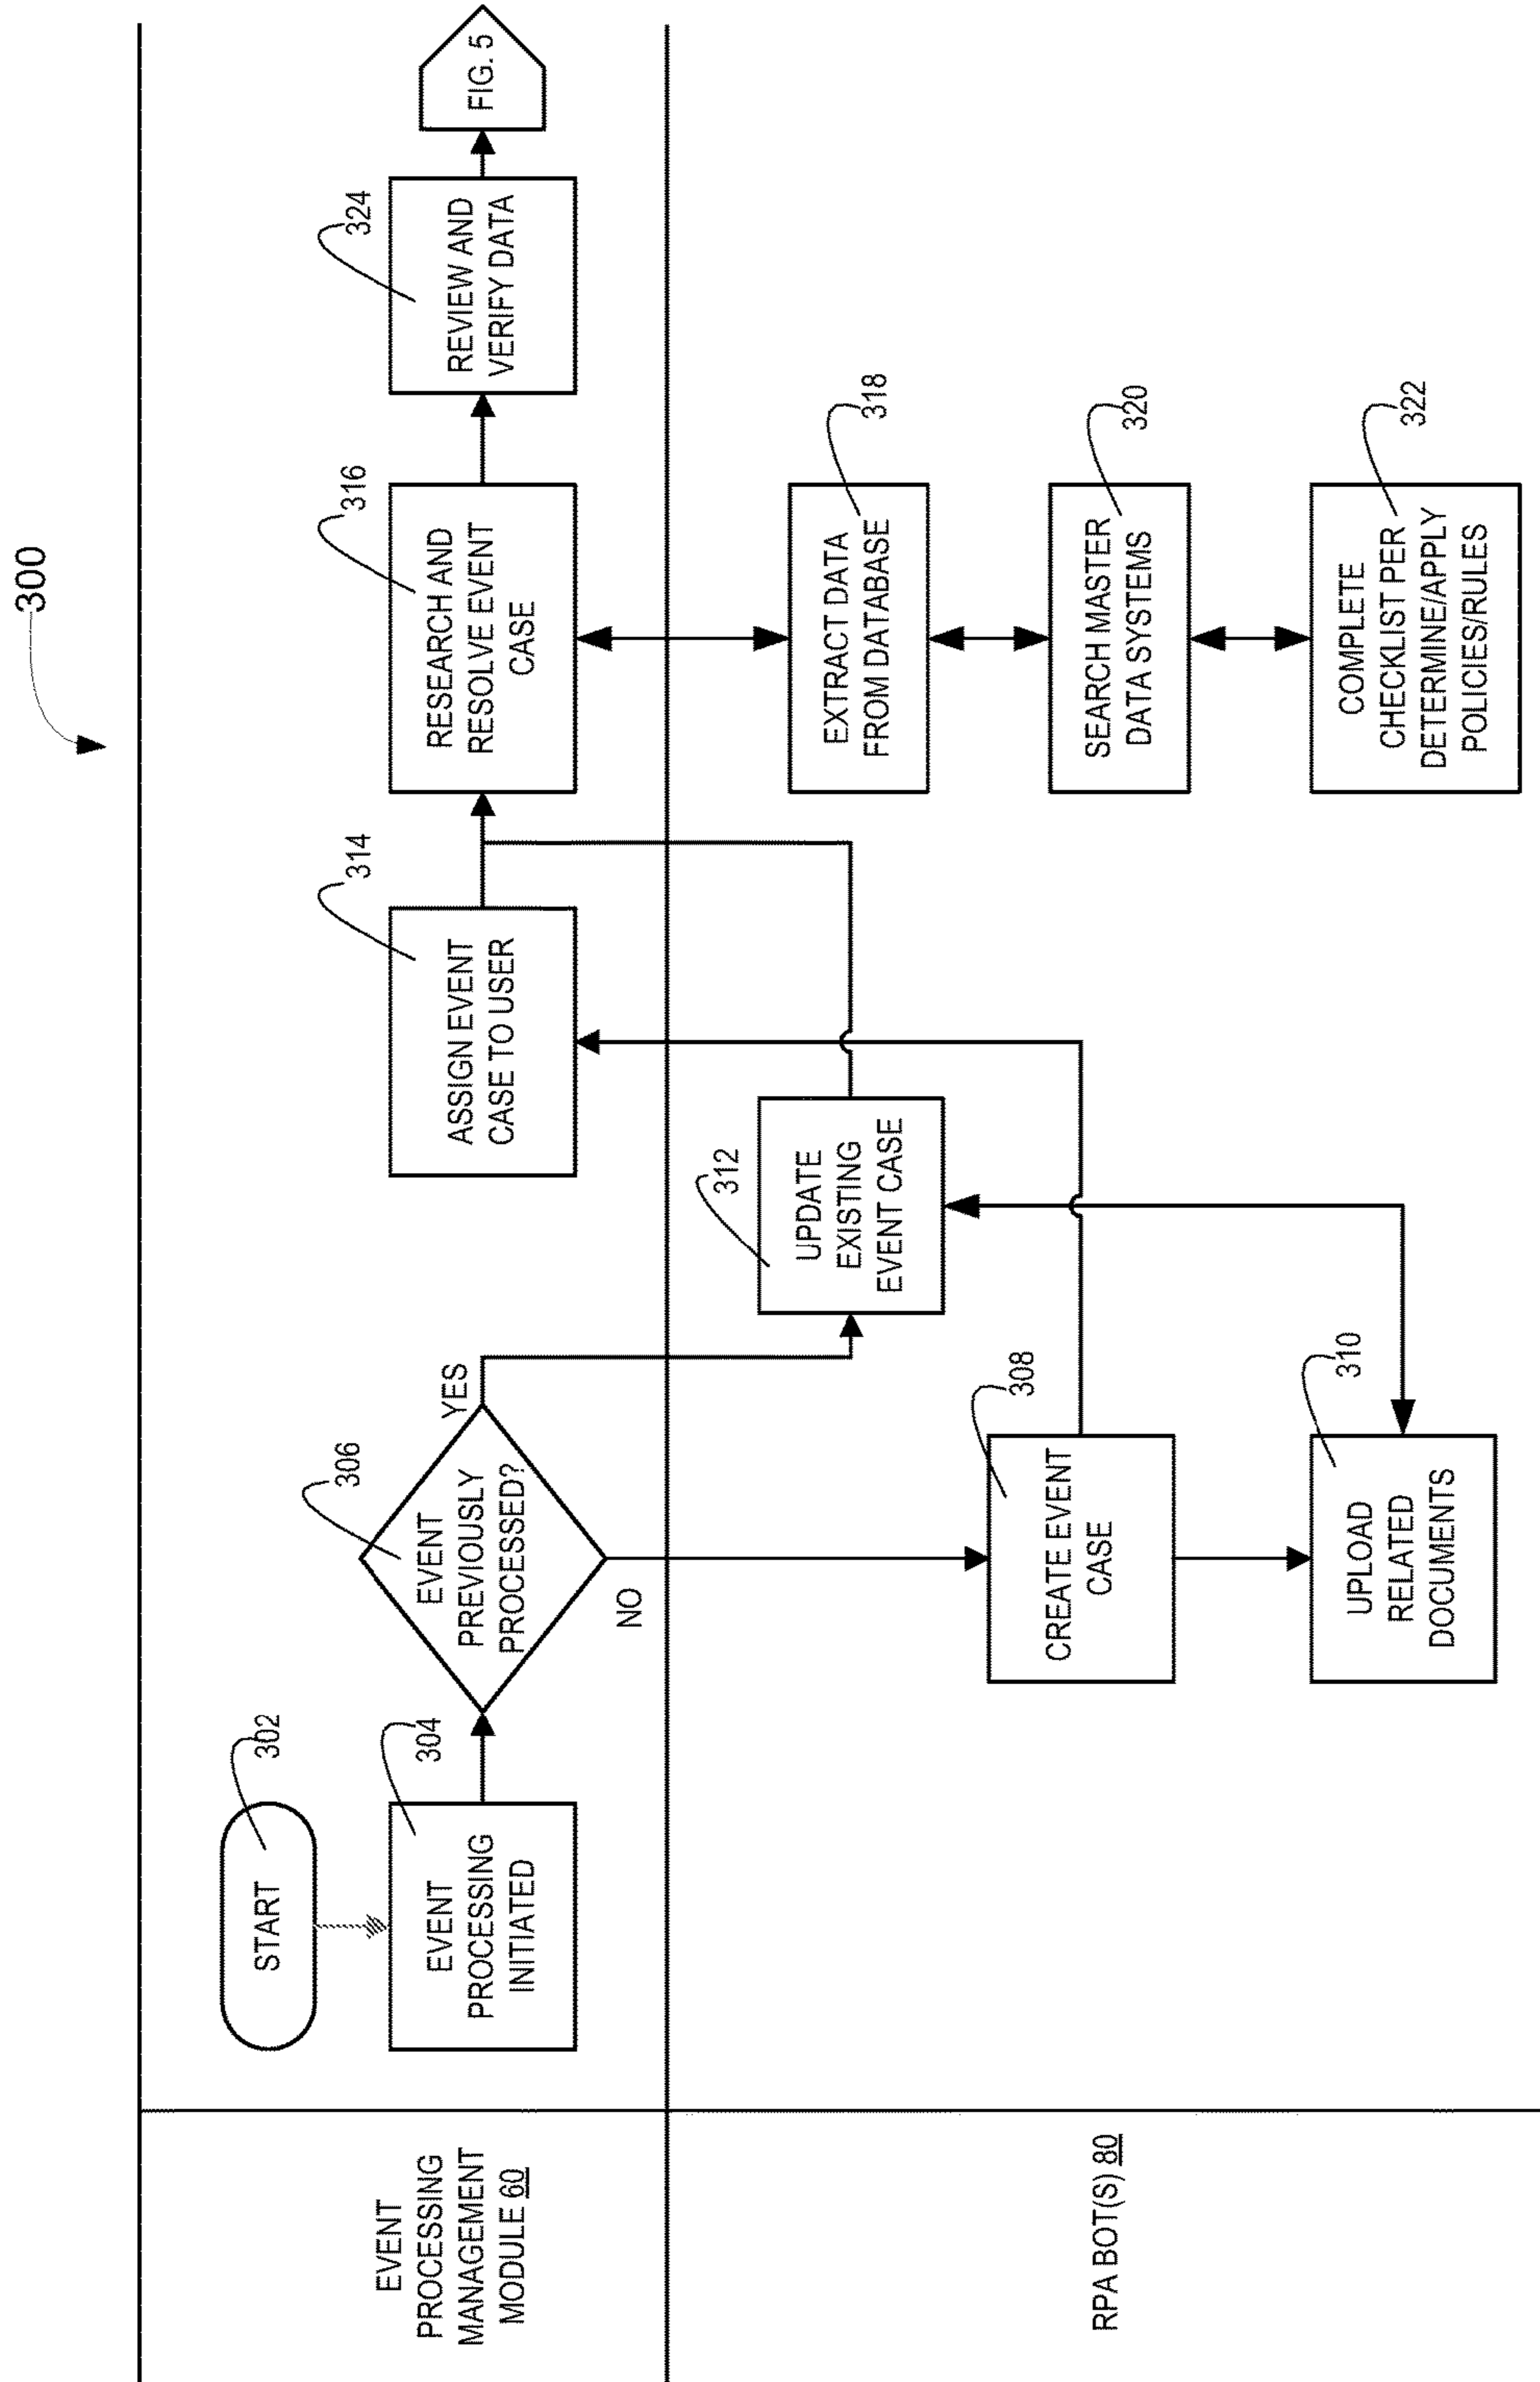 300
EVENT
PROCESSING
MANAGEMENT
MODULE 60
START
302
EVENT
PROCESSING
INITIATED
304
EVENT
PREVIOUSLY
PROCESSED?
306
YES
NO
ASSIGN EVENT
CASE TO USER
314
RESEARCH AND
RESOLVE EVENT
CASE
316
REVIEW AND
VERIFY DATA
324
FIG. 5
RPA BOT(S) 80
CREATE EVENT
CASE
308
UPLOAD
RELATED
DOCUMENTS
310
UPDATE
EXISTING
EVENT CASE
312
EXTRACT DATA
FROM DATABASE
318
SEARCH MASTER
DATA SYSTEMS
320
COMPLETE
CHECKLIST PER
DETERMINE/APPLY
POLICIES/RULES
322